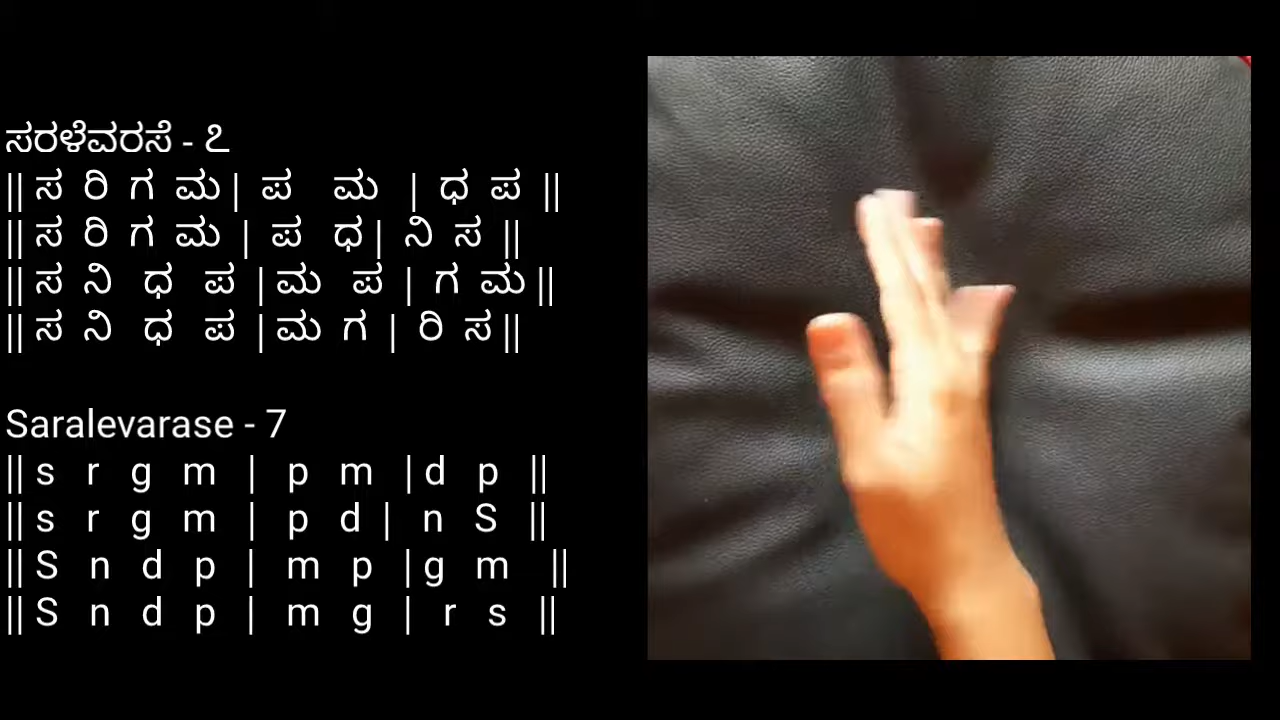 ಸರಳೆವರಸೆ - ೭
|| ಸ ರಿ ಗ ಮ | ಪ ಮ | ಧ ಪ ||
|| ಸ ರಿ ಗ ಮ | ಪ ಧ | ನಿ ಸ ||
|| ಸ ನಿ ಧ ಪ | ಮ ಪ | ಗ ಮ ||
|| ಸ ನಿ ಧ ಪ | ಮ ಗ | ರಿ ಸ ||
Saralevarase - 7
|| s r g m | p m | d p ||
|| s r g m | p d | n S ||
|| S n d p | m p | g m ||
|| S n d p | m g | r s ||